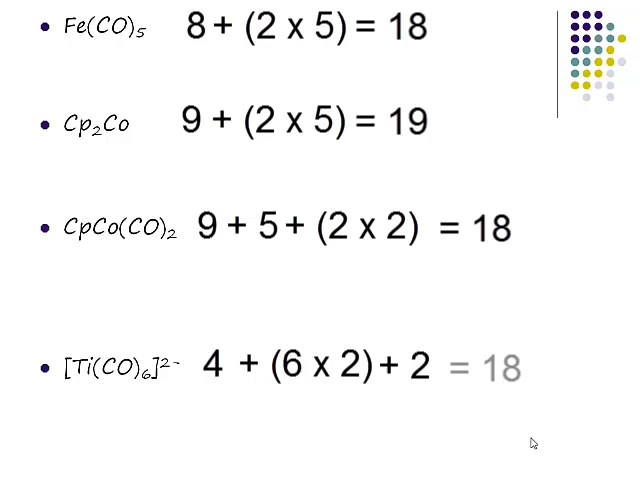 • Fe(CO)₅ 8 + (2 x 5) = 18
• Cp₂Co 9 + (2 x 5) = 19
• CpCo(CO)₂ 9 + 5 + (2 x 2) = 18
• [Ti(CO)₆]²⁻ 4 + (6 x 2) + 2 = 18